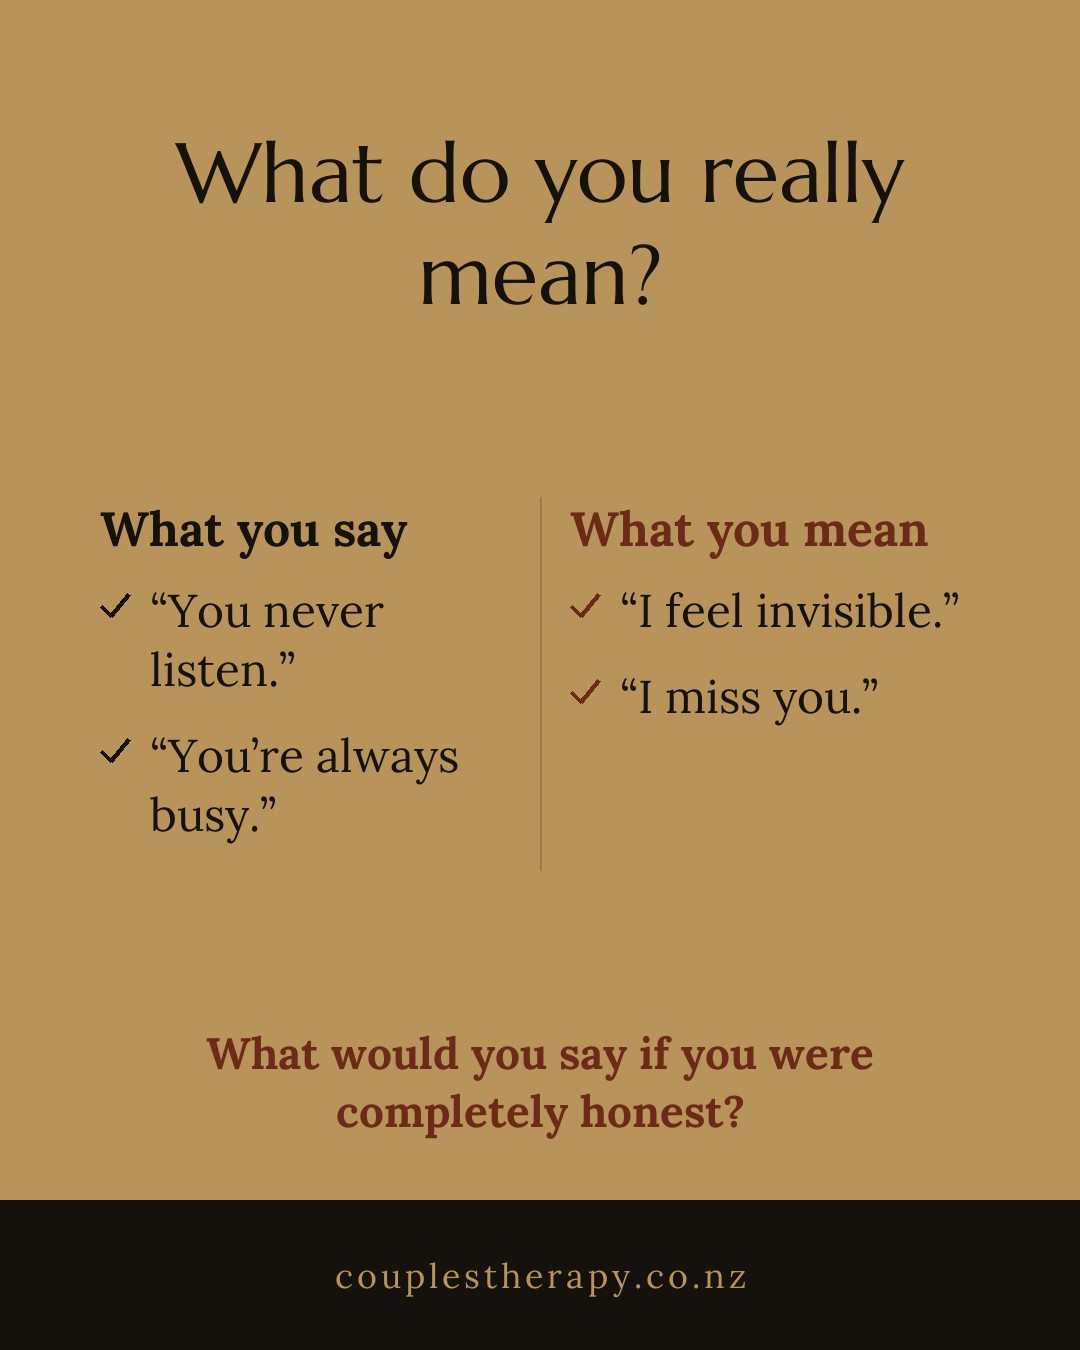 What do you really
mean?
What you say
“You never
listen.”
“You’re always
busy.”
What you mean
“I feel invisible.”
“I miss you.”
What would you say if you were
completely honest?
couplestherapy.co.nz